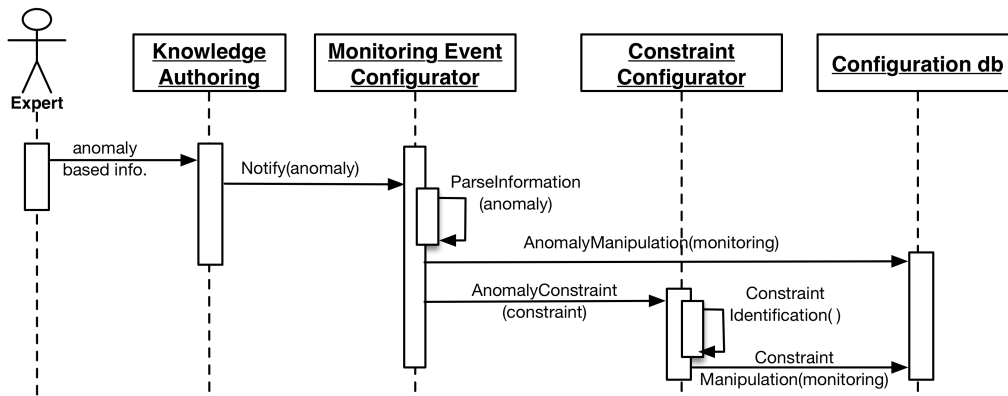 Expert
Knowledge
Authoring
Monitoring Event
Configurator
Constraint
Configurator
Configuration db
anomaly
based info.
Notify(anomaly)
ParseInformation
(anomaly)
AnomalyManipulation(monitoring)
AnomalyConstraint
(constraint)
Constraint
Identification( )
Constraint
Manipulation(monitoring)